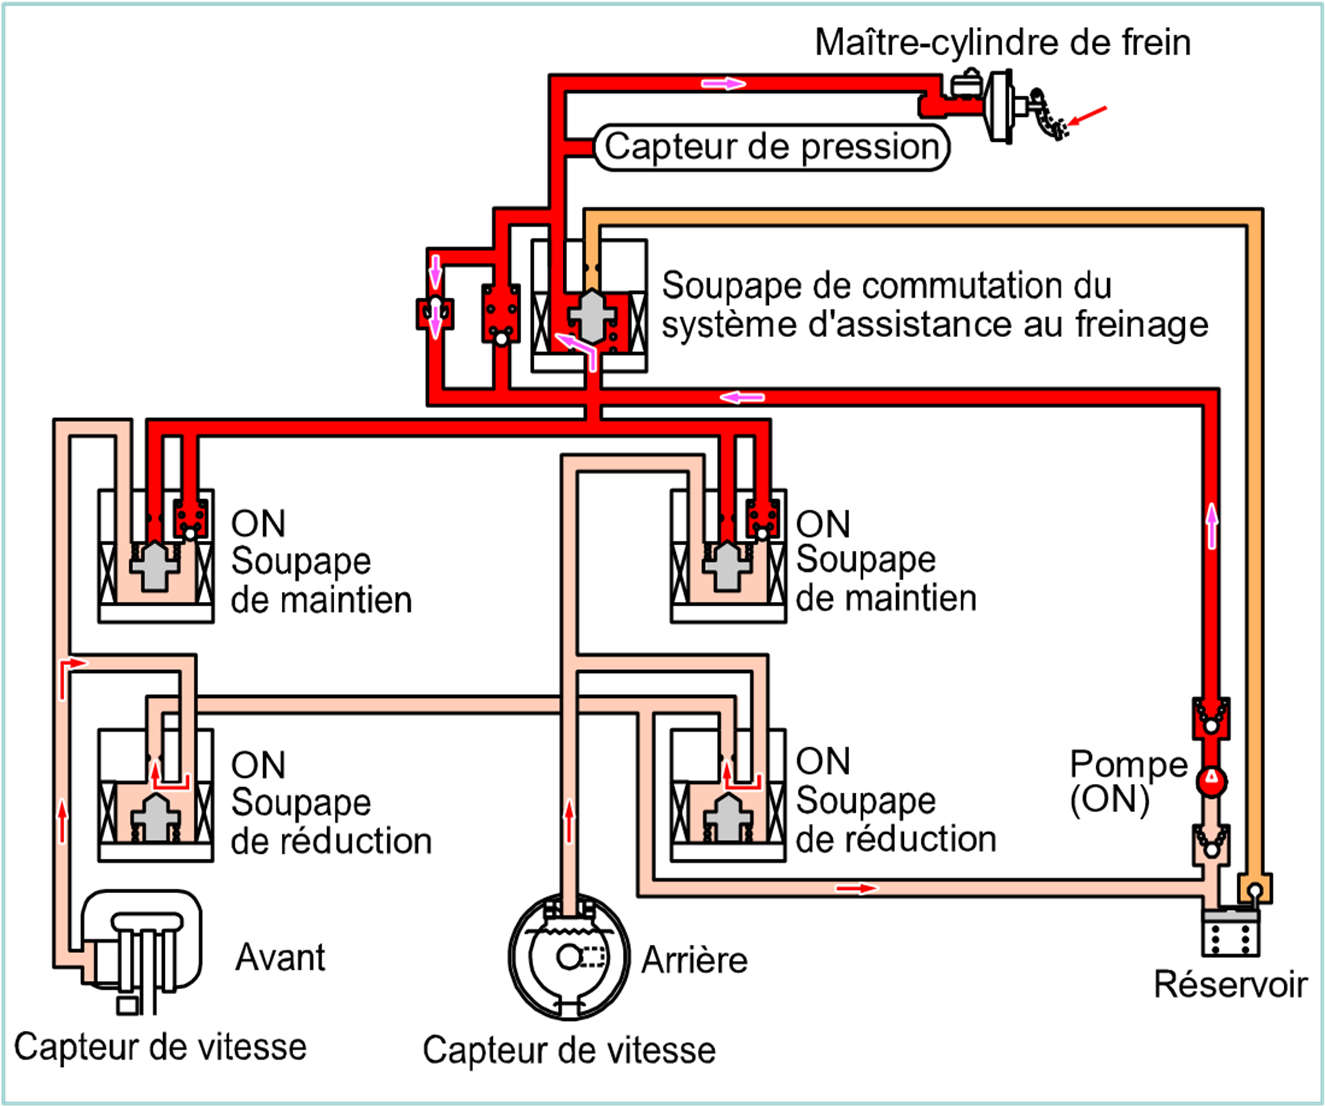 Maître-cylindre de frein
Capteur de pression
Soupape de commutation du
système d'assistance au freinage
ON
Soupape
de maintien
ON
Soupape
de maintien
ON
Soupape
de réduction
ON
Soupape
de réduction
Pompe
(ON)
Avant
Arrière
Réservoir
Capteur de vitesse
Capteur de vitesse